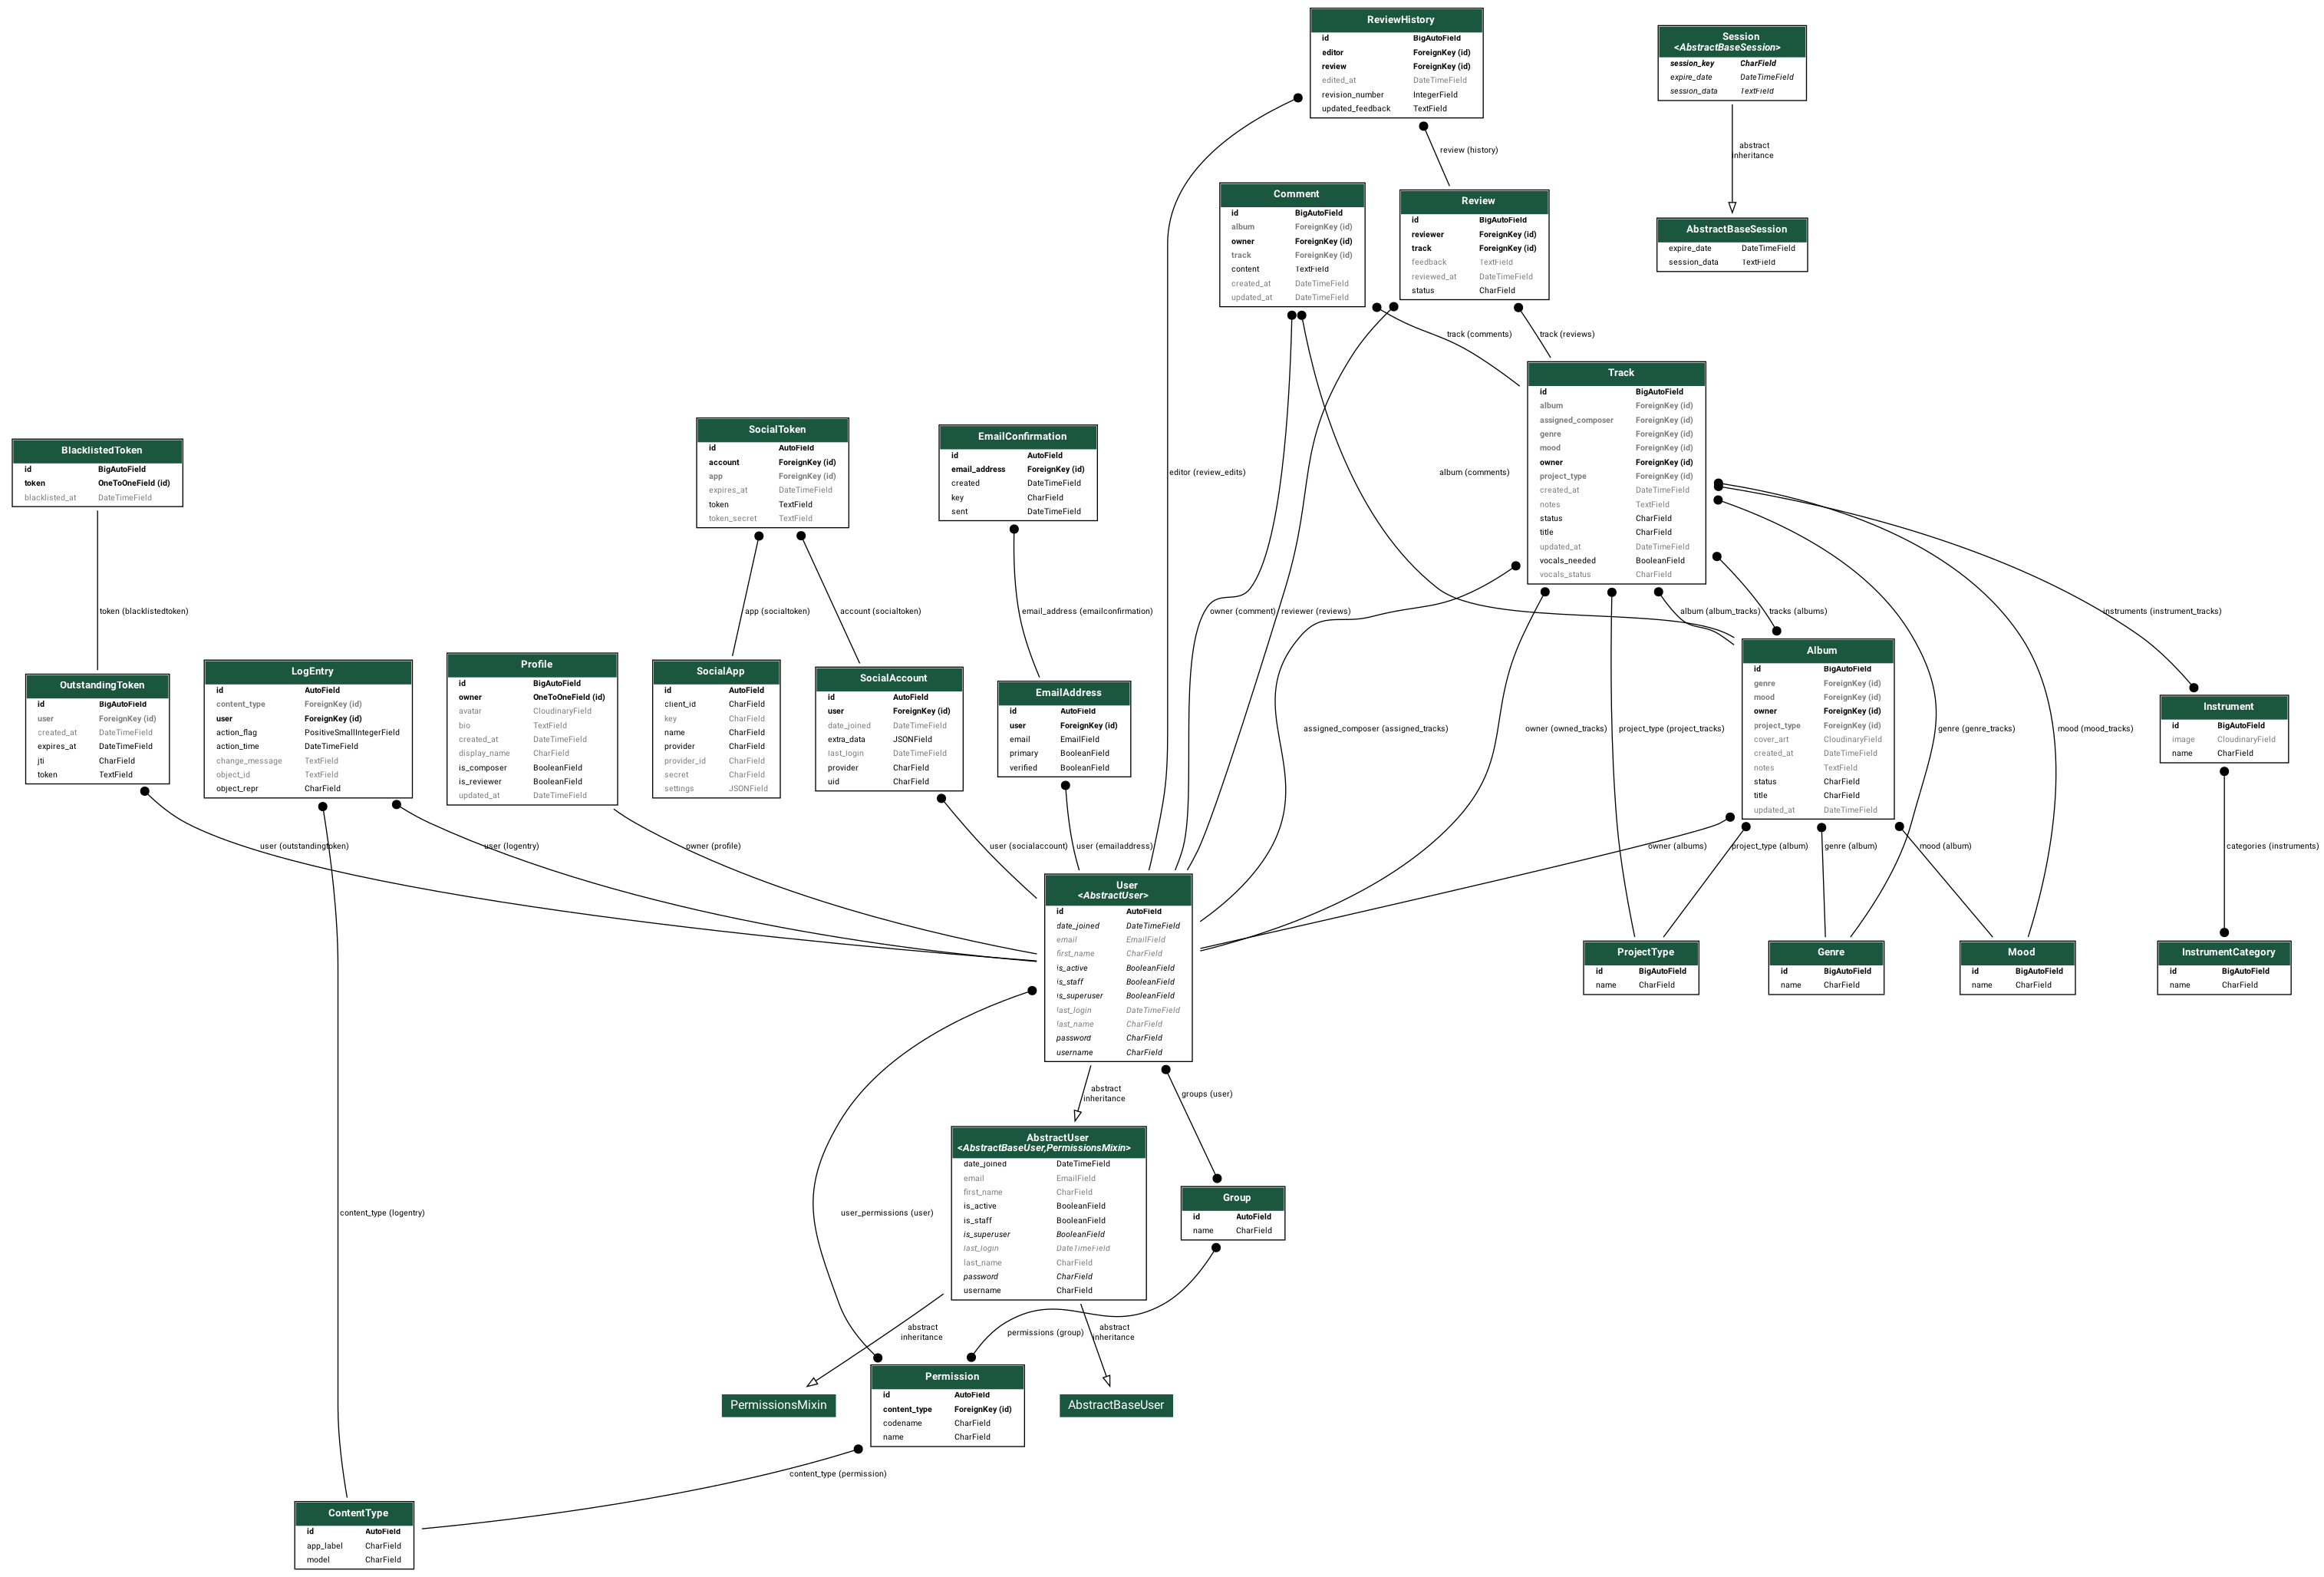 ReviewHistory
id BigAutoField
editor ForeignKey (id)
review ForeignKey (id)
edited_at DateTimeField
revision_number IntegerField
updated_feedback TextField
Session
<AbstractBaseSession>
session_key CharField
expire_date DateTimeField
session_data TextField
review (history)
abstract
inheritance
Comment
id BigAutoField
album ForeignKey (id)
owner ForeignKey (id)
track ForeignKey (id)
content TextField
created_at DateTimeField
updated_at DateTimeField
Review
id BigAutoField
reviewer ForeignKey (id)
track ForeignKey (id)
feedback TextField
reviewed_at DateTimeField
status CharField
AbstractBaseSession
expire_date DateTimeField
session_data TextField
track (comments)
track (reviews)
Track
id BigAutoField
album ForeignKey (id)
assigned_composer ForeignKey (id)
genre ForeignKey (id)
mood ForeignKey (id)
owner ForeignKey (id)
project_type ForeignKey (id)
created_at DateTimeField
notes TextField
status CharField
title CharField
updated_at DateTimeField
vocals_needed BooleanField
vocals_status CharField
BlacklistedToken
id BigAutoField
token OneToOneField (id)
blacklisted_at DateTimeField
SocialToken
id AutoField
account ForeignKey (id)
app ForeignKey (id)
expires_at DateTimeField
token TextField
token_secret TextField
EmailConfirmation
id AutoField
email_address ForeignKey (id)
created DateTimeField
key CharField
sent DateTimeField
editor (review_edits)
album (comments)
token (blacklistedtoken)
app (socialtoken)
account (socialtoken)
email_address (emailconfirmation)
owner (comment)
reviewer (reviews)
album (album_tracks)
tracks (albums)
instruments (instrument_tracks)
OutstandingToken
id BigAutoField
user ForeignKey (id)
created_at DateTimeField
expires_at DateTimeField
jti CharField
token TextField
LogEntry
id AutoField
content_type ForeignKey (id)
user ForeignKey (id)
action_flag PositiveSmallIntegerField
action_time DateTimeField
change_message TextField
object_id TextField
object_repr CharField
Profile
id BigAutoField
owner OneToOneField (id)
avatar CloudinaryField
bio TextField
created_at DateTimeField
display_name CharField
is_composer BooleanField
is_reviewer BooleanField
updated_at DateTimeField
SocialApp
id AutoField
client_id CharField
key CharField
name CharField
provider CharField
provider_id CharField
secret CharField
settings JSONField
SocialAccount
id AutoField
user ForeignKey (id)
date_joined DateTimeField
extra_data JSONField
last_login DateTimeField
provider CharField
uid CharField
EmailAddress
id AutoField
user ForeignKey (id)
email EmailField
primary BooleanField
verified BooleanField
assigned_composer (assigned_tracks)
owner (owned_tracks)
project_type (project_tracks)
Album
id BigAutoField
genre ForeignKey (id)
mood ForeignKey (id)
owner ForeignKey (id)
project_type ForeignKey (id)
cover_art CloudinaryField
created_at DateTimeField
notes TextField
status CharField
title CharField
updated_at DateTimeField
genre (genre_tracks)
mood (mood_tracks)
Instrument
id BigAutoField
image CloudinaryField
name CharField
user (outstandingtoken)
user (logentry)
owner (profile)
user (socialaccount)
user (emailaddress)
owner (albums)
project_type (album)
genre (album)
mood (album)
categories (instruments)
User
<AbstractUser>
id AutoField
date_joined DateTimeField
email EmailField
first_name CharField
is_active BooleanField
is_staff BooleanField
is_superuser BooleanField
last_login DateTimeField
last_name CharField
password CharField
username CharField
ProjectType
id BigAutoField
name CharField
Genre
id BigAutoField
name CharField
Mood
id BigAutoField
name CharField
InstrumentCategory
id BigAutoField
name CharField
abstract
inheritance
groups (user)
AbstractUser
<AbstractBaseUser,PermissionsMixin>
date_joined DateTimeField
email EmailField
first_name CharField
is_active BooleanField
is_staff BooleanField
is_superuser BooleanField
last_login DateTimeField
last_name CharField
password CharField
username CharField
Group
id AutoField
name CharField
content_type (logentry)
user_permissions (user)
abstract
inheritance
permissions (group)
abstract
inheritance
PermissionsMixin
Permission
id AutoField
content_type ForeignKey (id)
codename CharField
name CharField
AbstractBaseUser
content_type (permission)
ContentType
id AutoField
app_label CharField
model CharField